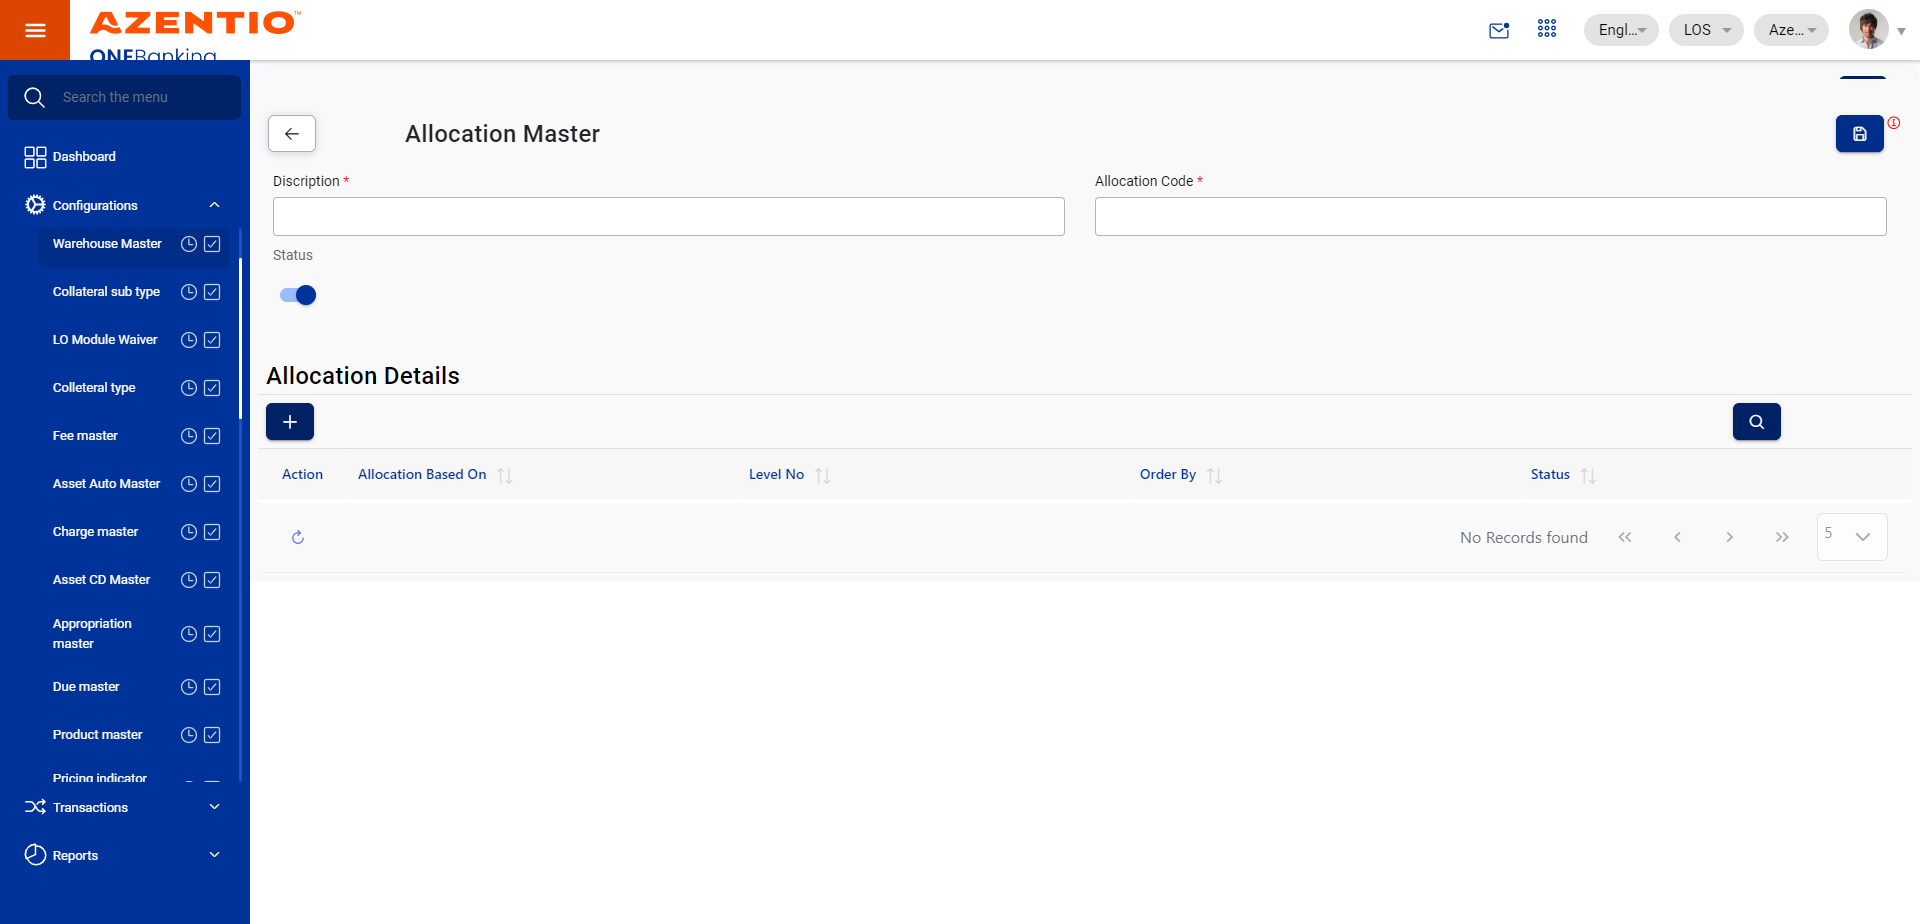 AZENTIO™
ONEBanking
Engl...
LOS
Aze...
Search the menu
Dashboard
Configurations
Warehouse Master
Collateral sub type
LO Module Waiver
Colleteral type
Fee master
Asset Auto Master
Charge master
Asset CD Master
Appropriation
master
Due master
Product master
Pricing indicator
Transactions
Reports
Allocation Master
Discription *
Allocation Code *
Status
Allocation Details
Action
Allocation Based On
Level No
Order By
Status
No Records found
5